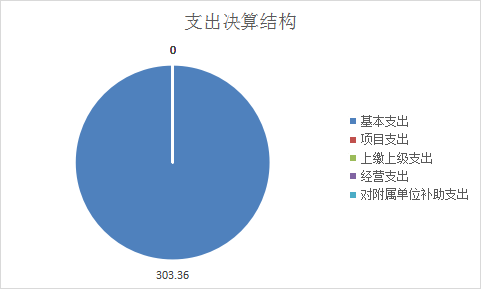 支出决算结构
0
基本支出
项目支出
上缴上级支出
经营支出
对附属单位补助支出
303.36